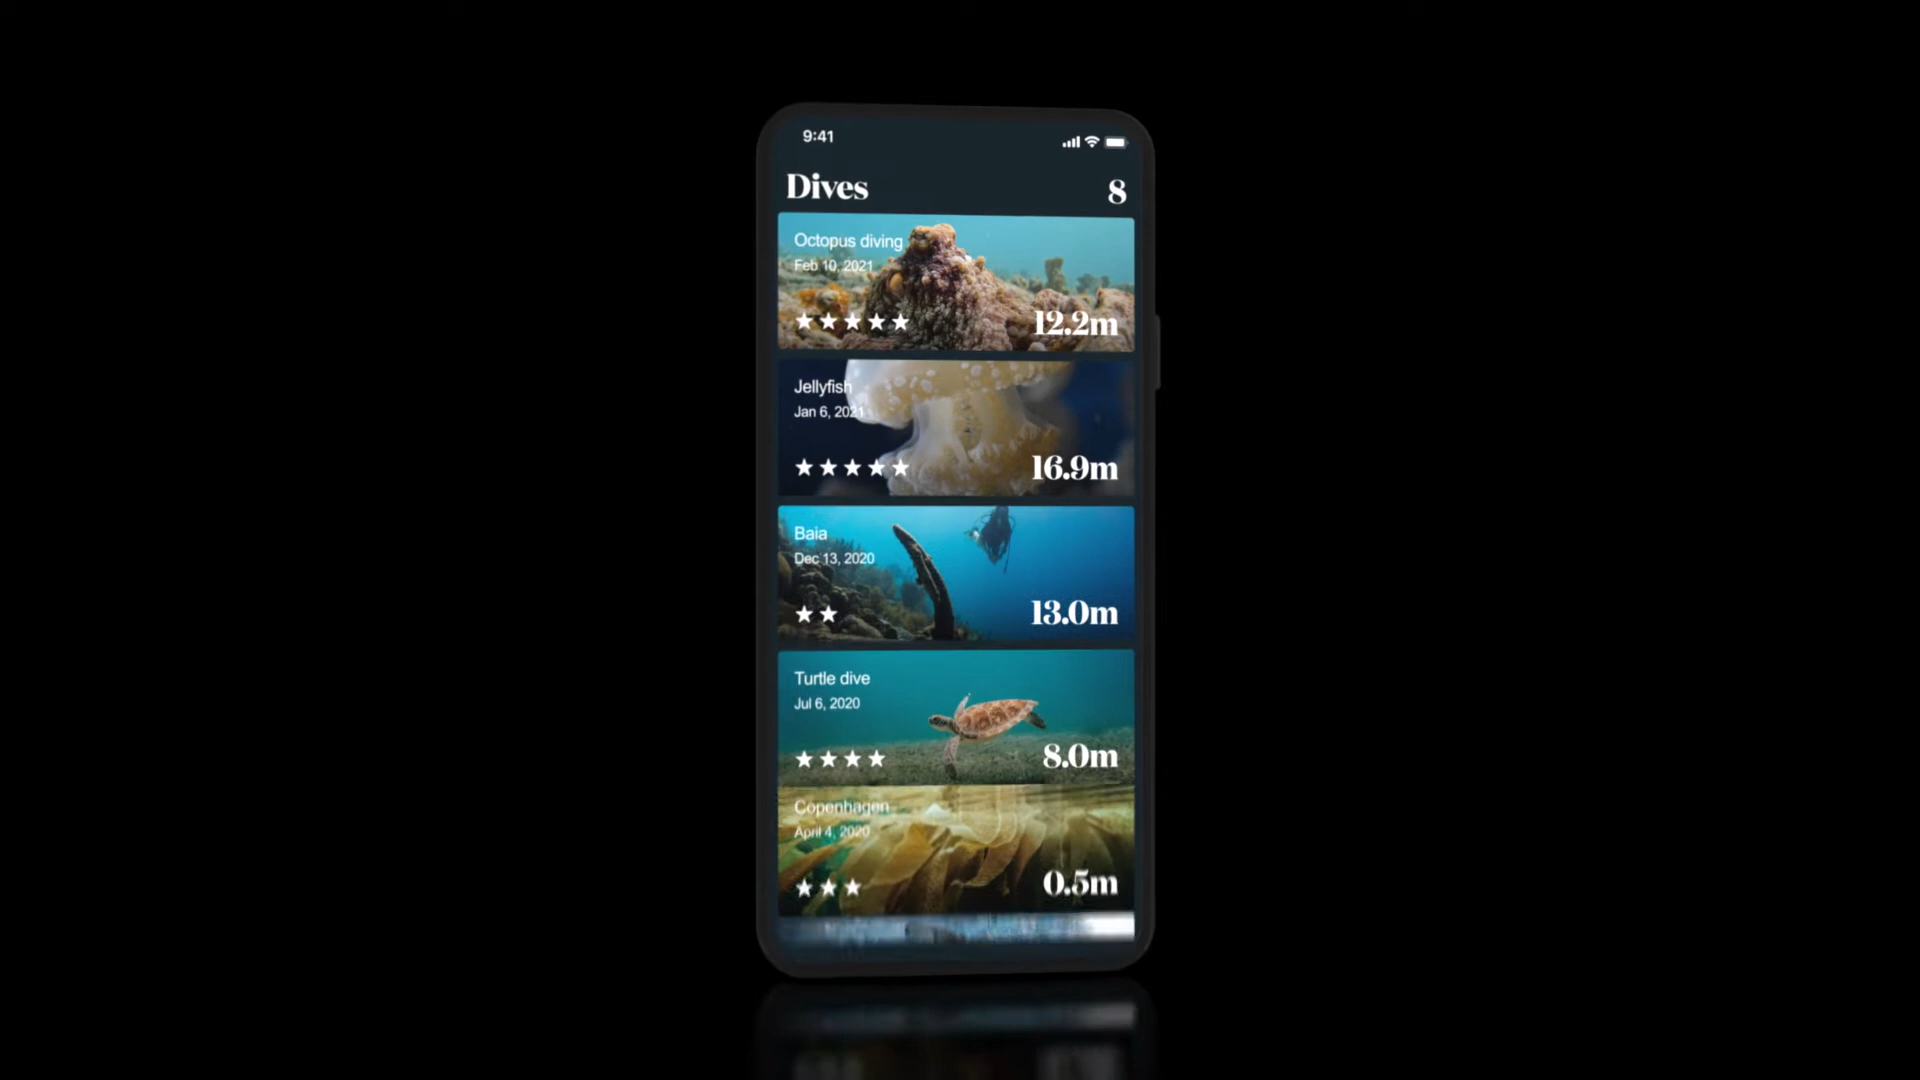 9:41
Dives
8
Octopus diving
Feb 10, 2021
12.2m
Jellyfish
Jan 6, 2021
16.9m
Baia
Dec 13, 2020
13.0m
Turtle dive
Jul 6, 2020
8.0m
Copenhagen
April 4, 2020
0.5m